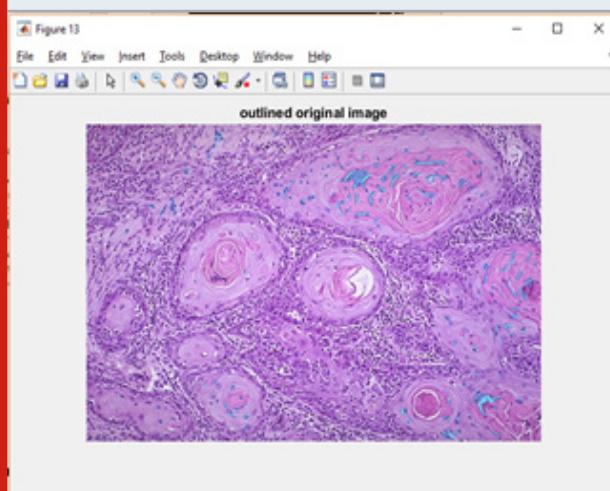 Figure 13
File Edit View Insert Tools Desktop Window Help
outlined original image